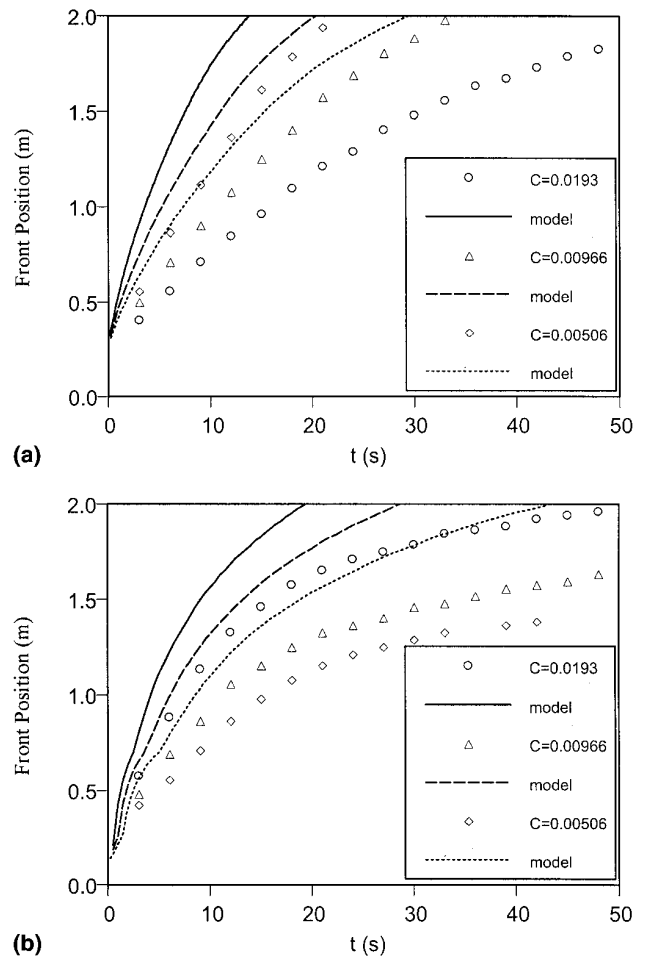 2.0
1.5
1.0
0.5
0.0
Front Position (m)
C=0.0193
model
C=0.00966
model
C=0.00506
model
0 10 20 30 40 50
(a) t (s)
2.0
1.5
1.0
0.5
0.0
Front Position (m)
C=0.0193
model
C=0.00966
model
C=0.00506
model
0 10 20 30 40 50
(b) t (s)